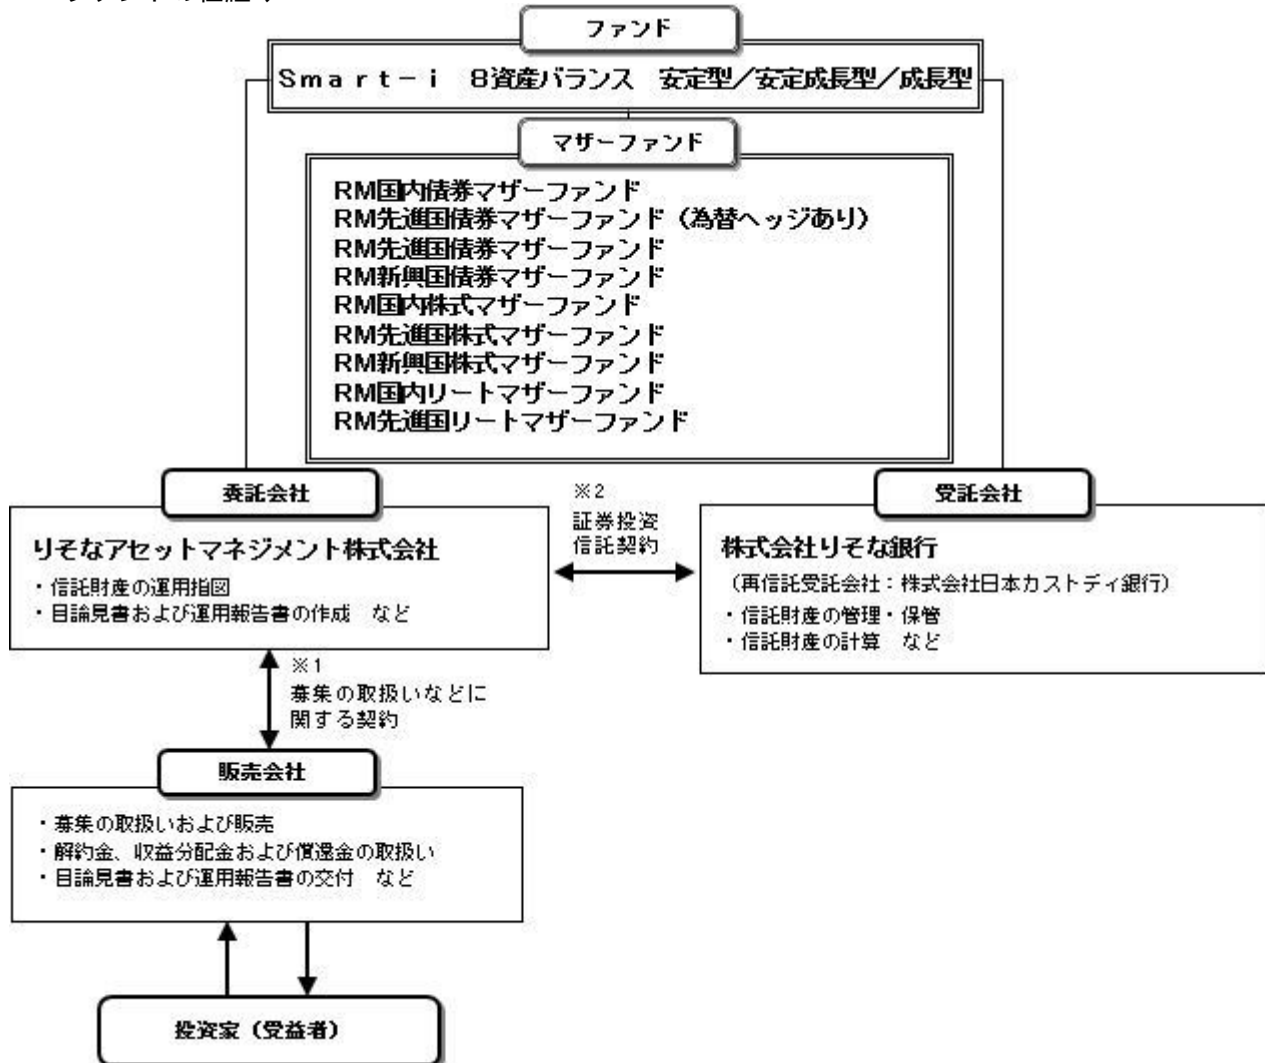 ファンド
Smart-i 8資産バランス 安定型/安定成長型/成長型
マザーファンド
RM国内債券マザーファンド
RM先進国債券マザーファンド(為替ヘッジあり)
RM先進国債券マザーファンド
RM新興国債券マザーファンド
RM国内株式マザーファンド
RM先進国株式マザーファンド
RM新興国株式マザーファンド
RM国内リートマザーファンド
RM先進国リートマザーファンド
委託会社
りそなアセットマネジメント株式会社
・信託財産の運用指図
・目論見書および運用報告書の作成 など
※2
証券投資
信託契約
受託会社
株式会社りそな銀行
(再信託受託会社:株式会社日本カストディ銀行)
・信託財産の管理・保管
・信託財産の計算 など
※1
募集の取扱いなどに
関する契約
販売会社
・募集の取扱いおよび販売
・解約金、収益分配金および償還金の取扱い
・目論見書および運用報告書の交付 など
投資家(受益者)